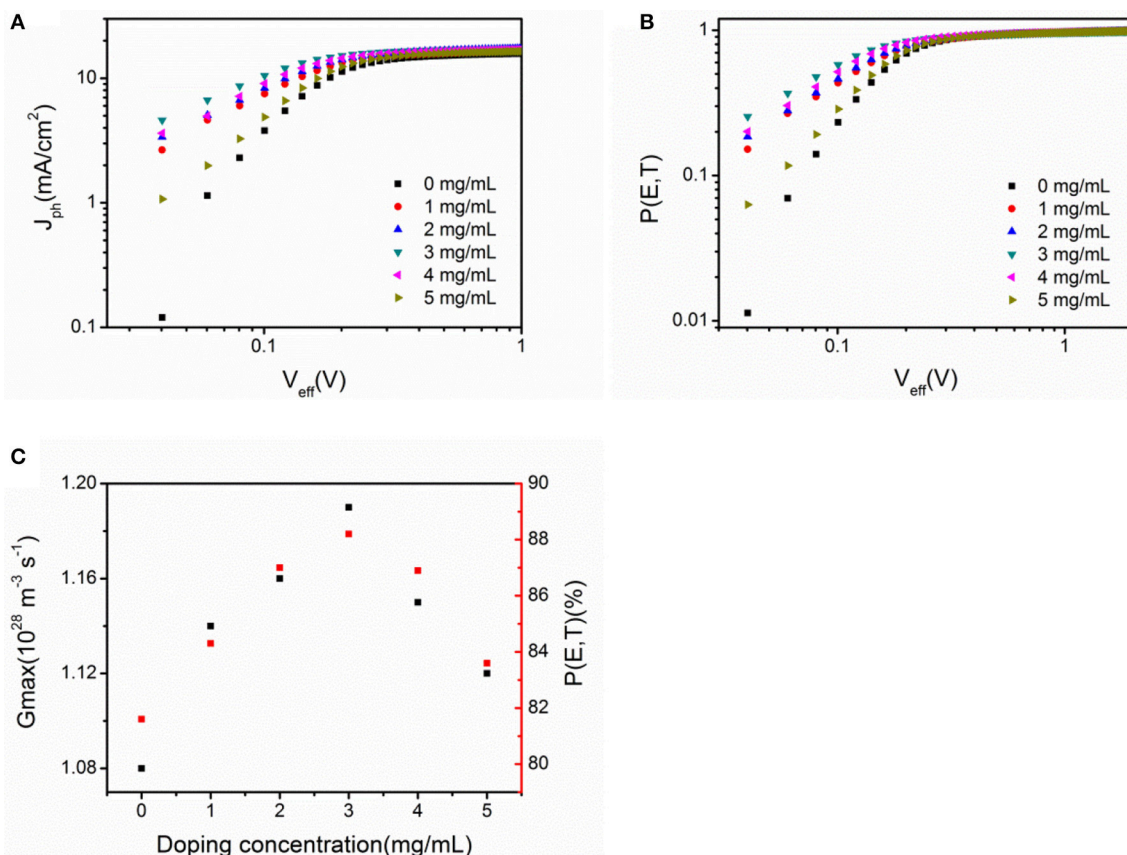 A
J_ph(mA/cm²)
10
1
0.1
0 mg/mL
1 mg/mL
2 mg/mL
3 mg/mL
4 mg/mL
5 mg/mL
0.1
1
V_eff(V)
B
P(E,T)
1
0.1
0.01
0 mg/mL
1 mg/mL
2 mg/mL
3 mg/mL
4 mg/mL
5 mg/mL
0.1
1
V_eff(V)
C
Gmax(10²⁸ m⁻³ s⁻¹)
1.20
1.16
1.12
1.08
90
88
86
84
82
80
P(E,T)(%)
0 1 2 3 4 5
Doping concentration(mg/mL)